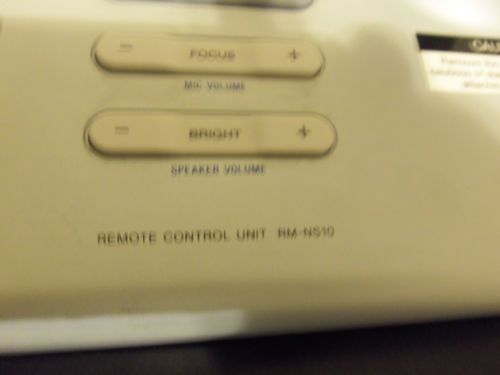 − FOCUS +
MIC VOLUME
− BRIGHT +
SPEAKER VOLUME
REMOTE CONTROL UNIT RM-NS10